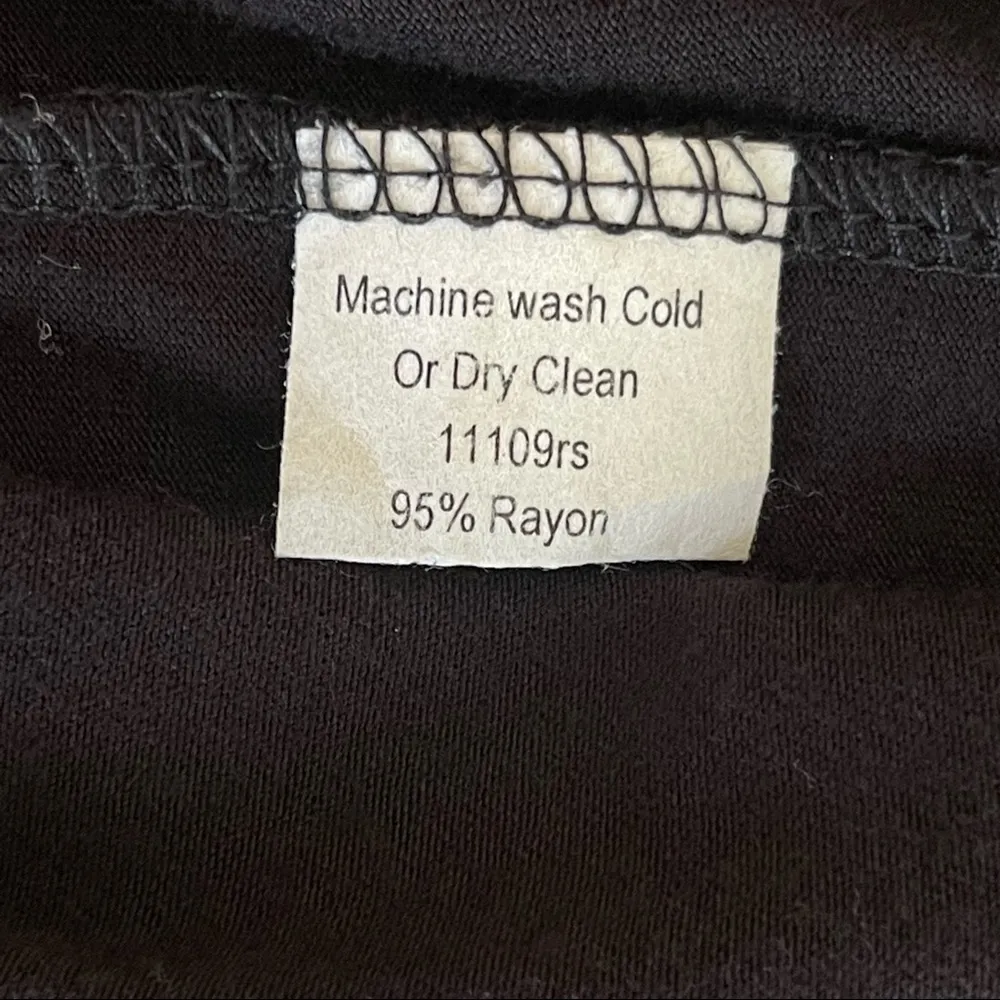 Machine wash Cold
Or Dry Clean
11109rs
95% Rayon